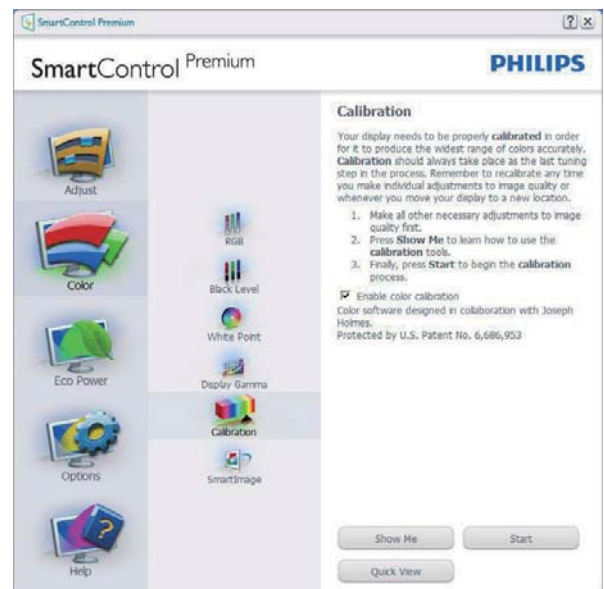 SmartControl Premium
SmartControl Premium
PHILIPS
Adjust
Color
Eco Power
Options
Help
RGB
Black Level
White Point
Display Gamma
Calibration
SmartImage
Calibration
Your display needs to be properly calibrated in order
for it to produce the widest range of colors accurately.
Calibration should always take place as the last tuning
step in the process. Remember to recalibrate any time
you make individual adjustments to image quality or
whenever you move your display to a new location.
1. Make all other necessary adjustments to image
quality first.
2. Press Show Me to learn how to use the
calibration tools.
3. Finally, press Start to begin the calibration
process.
Enable color calibration
Color software designed in collaboration with Joseph
Holmes.
Protected by U.S. Patent No. 6,686,953
Show Me
Start
Quick View